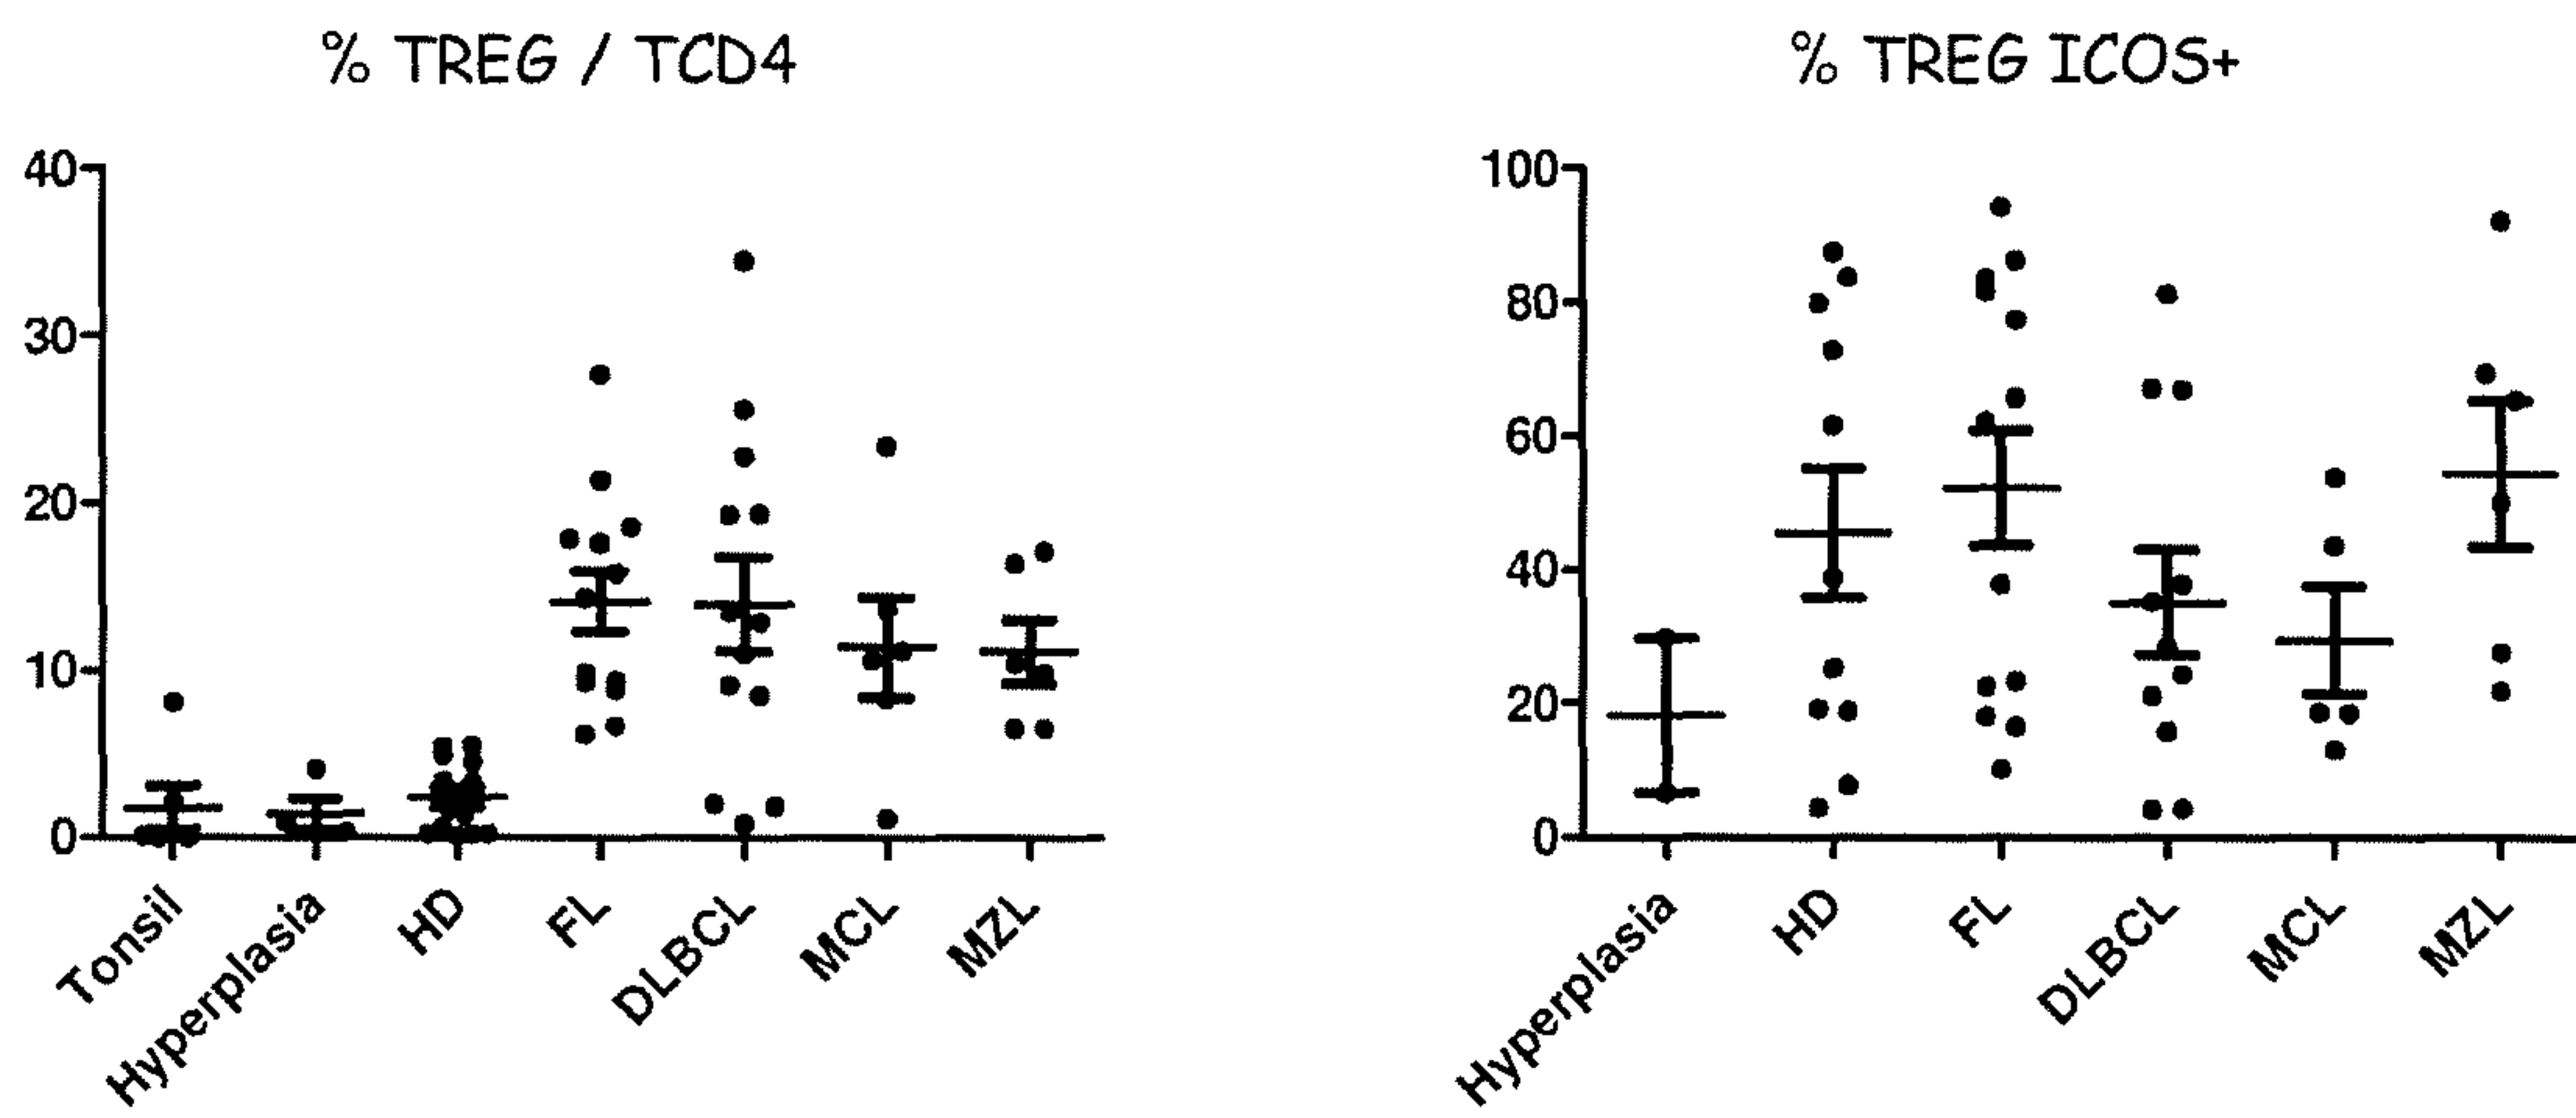 % TREG / TCD4
40
30
20
10
0
Tonsil
Hyperplasia
HD
FL
DLBCL
MCL
MZL
% TREG ICOS+
100
80
60
40
20
0
Hyperplasia
HD
FL
DLBCL
MCL
MZL